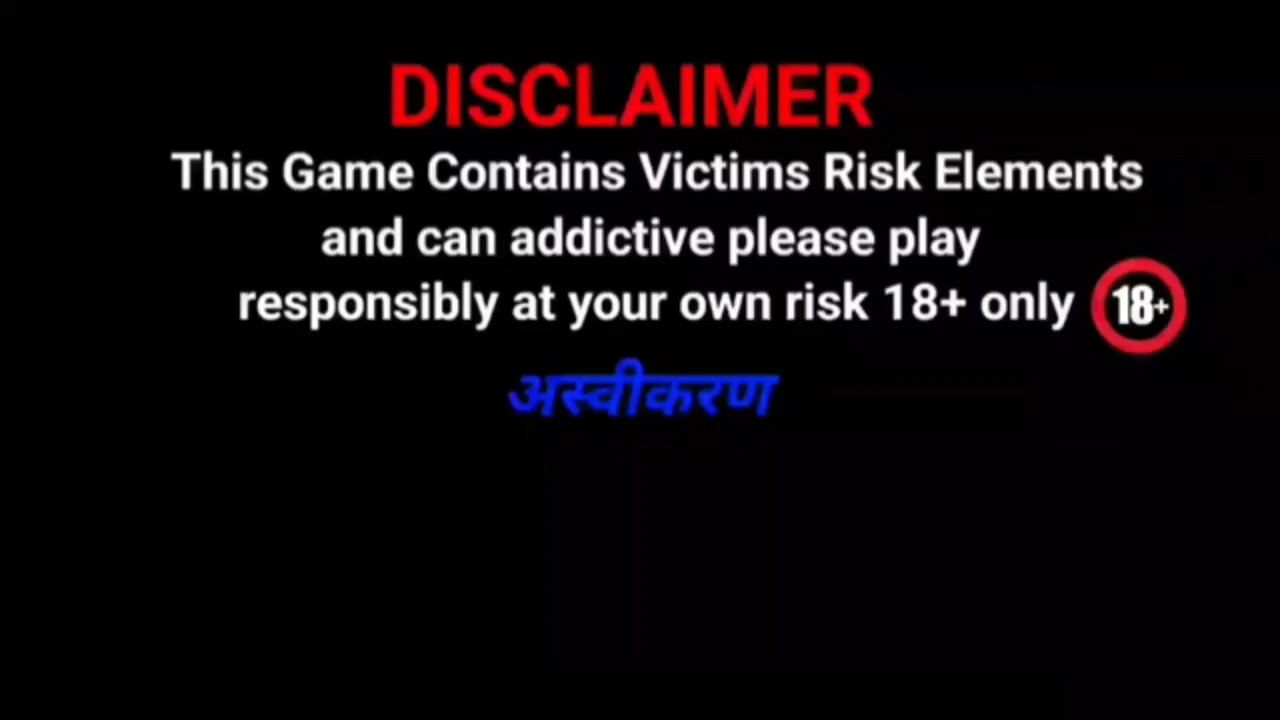 DISCLAIMER
This Game Contains Victims Risk Elements
and can addictive please play
responsibly at your own risk 18+ only 18+
अस्वीकरण